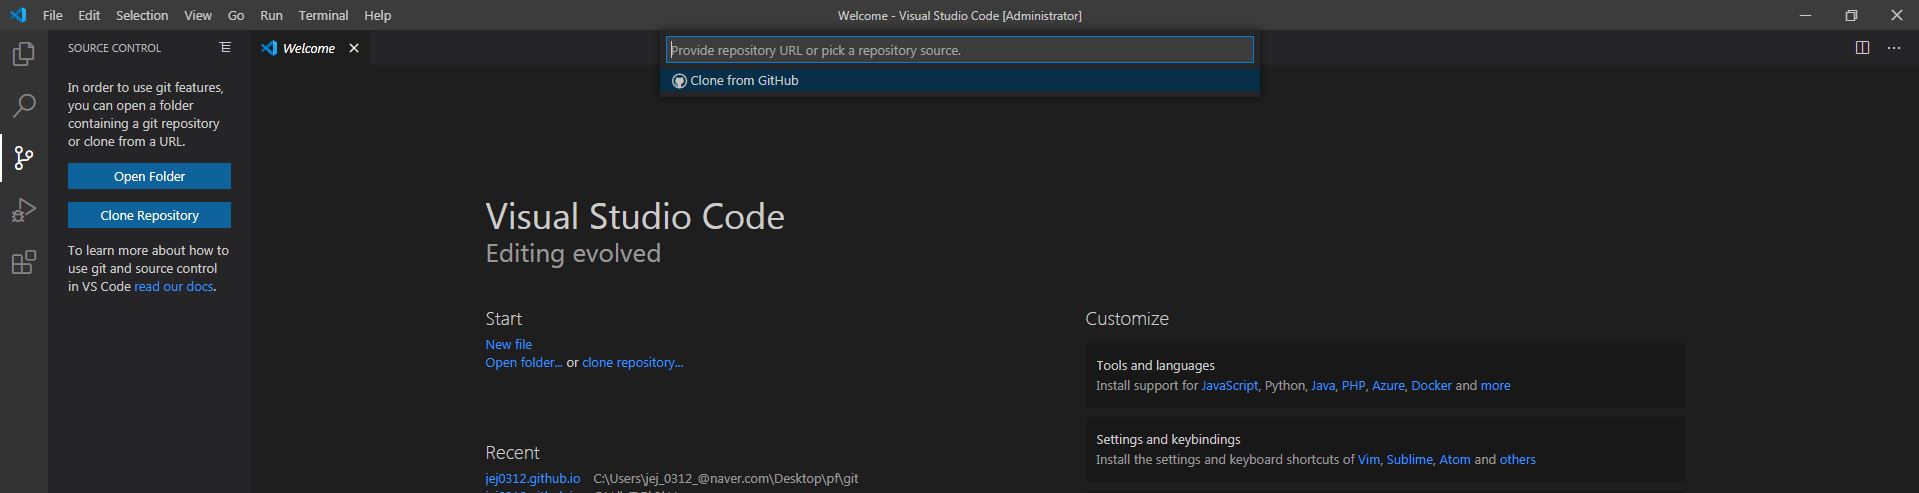 File Edit Selection View Go Run Terminal Help
Welcome - Visual Studio Code [Administrator]
SOURCE CONTROL
Welcome
Provide repository URL or pick a repository source.
Clone from GitHub
In order to use git features,
you can open a folder
containing a git repository
or clone from a URL.
Open Folder
Clone Repository
To learn more about how to
use git and source control
in VS Code read our docs.
Visual Studio Code
Editing evolved
Start
New file
Open folder... or clone repository...
Recent
jej0312.github.io C:\Users\jej_0312_@naver.com\Desktop\pf\git
Customize
Tools and languages
Install support for JavaScript, Python, Java, PHP, Azure, Docker and more
Settings and keybindings
Install the settings and keyboard shortcuts of Vim, Sublime, Atom and others